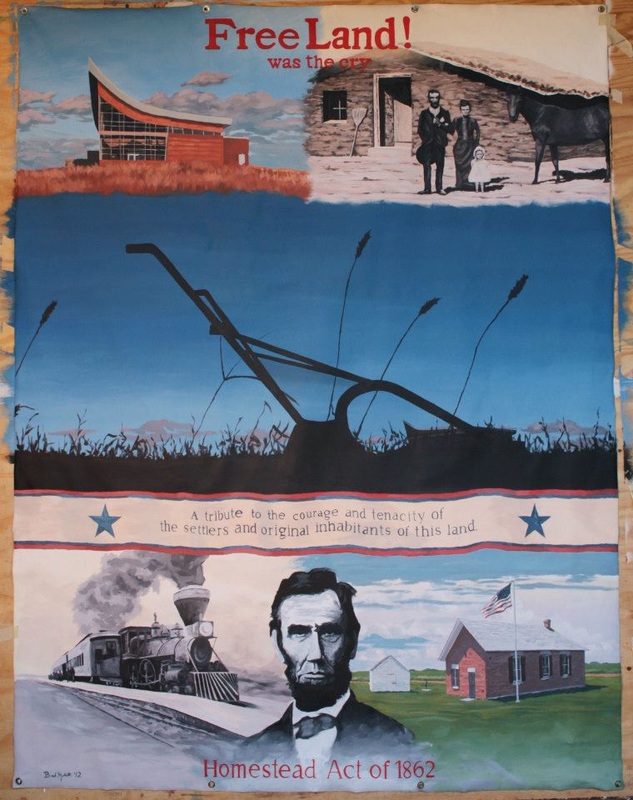 Free Land!
was the cry
A tribute to the courage and tenacity of
the settlers and original inhabitants of this land.
Homestead Act of 1862
'12